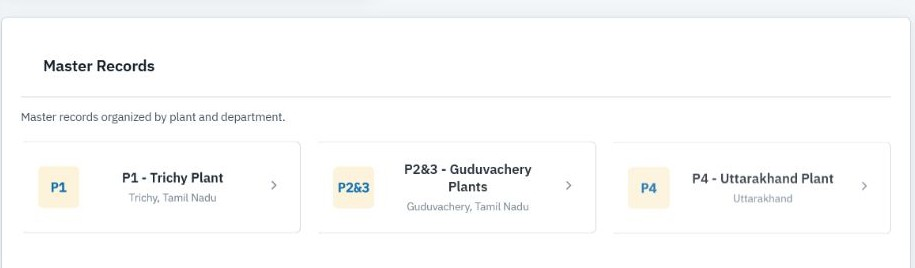 Master Records
Master records organized by plant and department.
P1
P1 - Trichy Plant
Trichy, Tamil Nadu
P2&3
P2&3 - Guduvachery
Plants
Guduvachery, Tamil Nadu
P4
P4 - Uttarakhand Plant
Uttarakhand